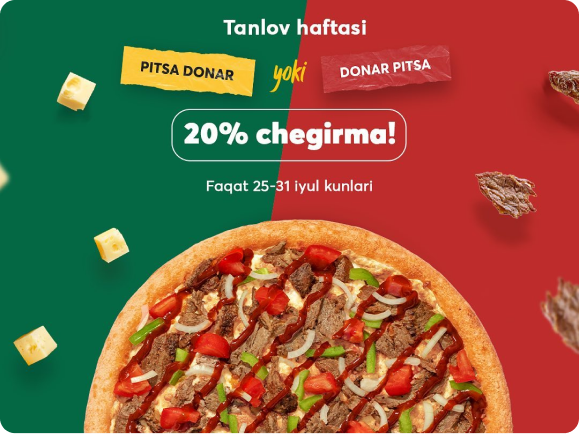 Tanlov haftasi
PITSA DONAR yoki DONAR PITSA
20% chegirma!
Faqat 25-31 iyul kunlari